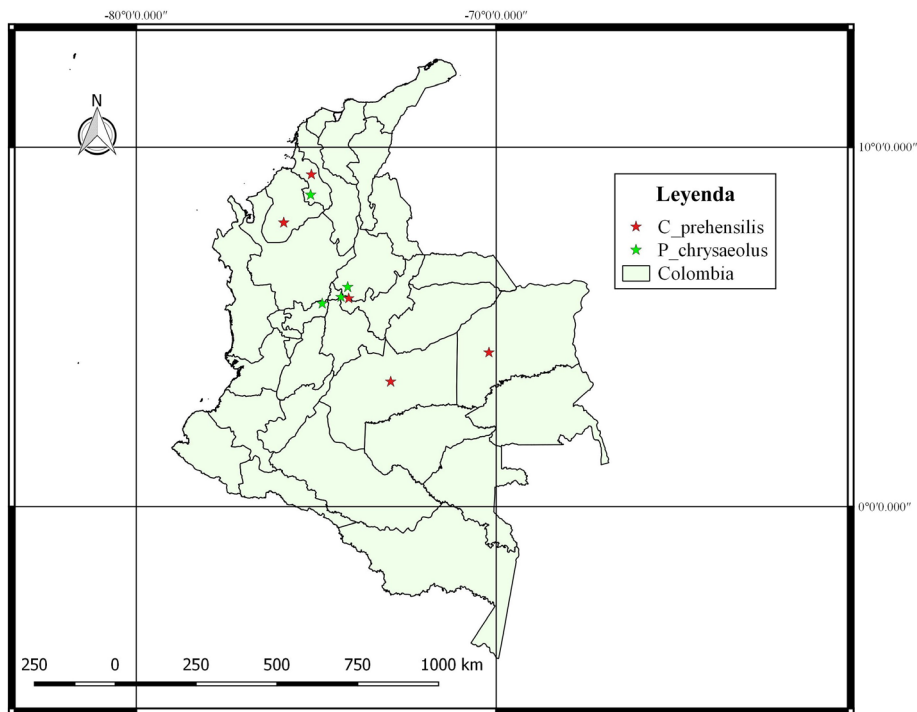 -80°0′0.000″ -70°0′0.000″
N
10°0′0.000″
Leyenda
C_prehensilis
P_chrysaeolus
Colombia
0°0′0.000″
250 0 250 500 750 1000 km